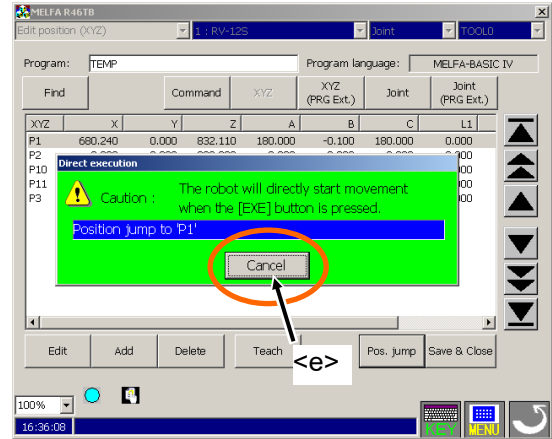 MELFA R46TB
Edit position (XYZ) 1 : RV-12S Joint TOOL0
Program: TEMP Program language: MELFA-BASIC IV
Find Command XYZ XYZ (PRG Ext.) Joint Joint (PRG Ext.)
XYZ X Y Z A B C L1
P1 680.240 0.000 832.110 180.000 -0.100 180.000 0.000
P2
P10
P11
P3
Direct execution
Caution : The robot will directly start movement
when the [EXE] button is pressed.
Position jump to 'P1'
Cancel
Edit Add Delete Teach Pos. jump Save & Close
<e>
100%
16:36:08 KEY MENU